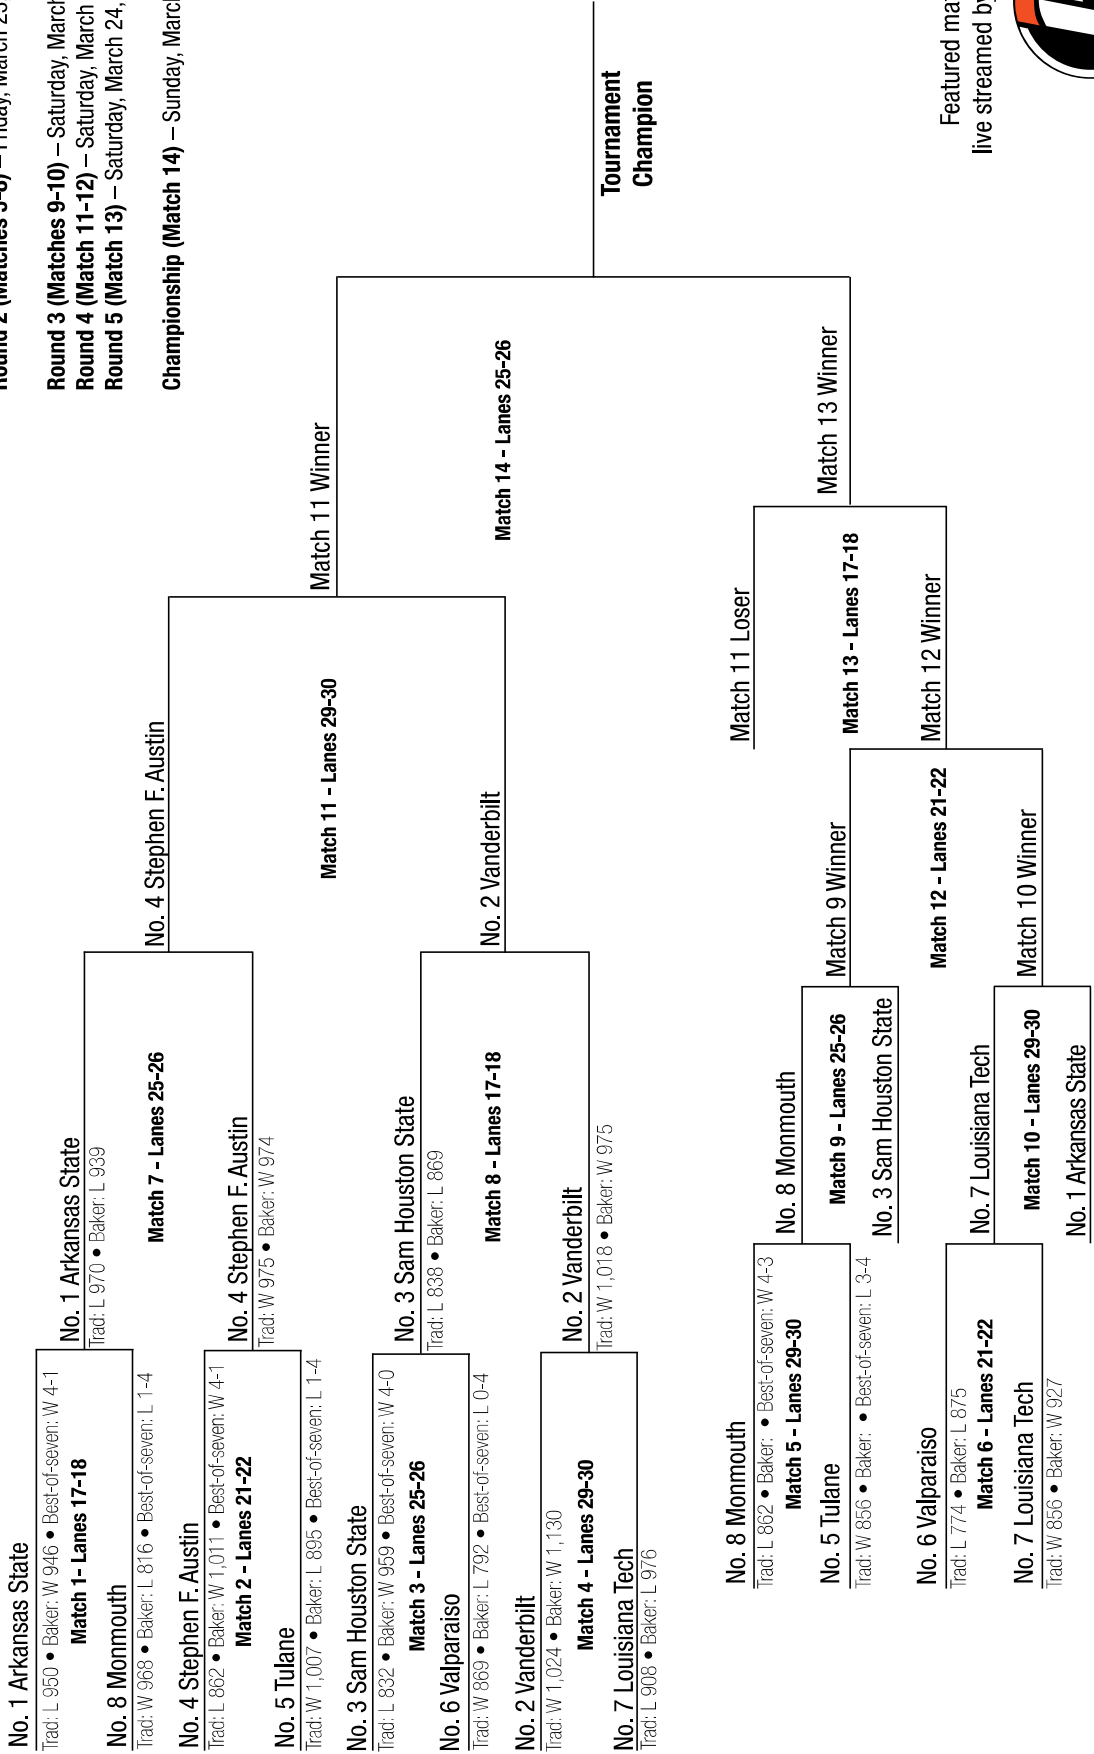 Round 2 (Matches 5-8) – Friday, March 23
Round 3 (Matches 9-10) – Saturday, March
Round 4 (Match 11-12) – Saturday, March
Round 5 (Match 13) – Saturday, March 24,
Championship (Match 14) – Sunday, March
No. 1 Arkansas State
Trad: L 950 • Baker: W 946 • Best-of-seven: W 4-1
Match 1- Lanes 17-18
No. 8 Monmouth
Trad: W 968 • Baker: L 816 • Best-of-seven: L 1-4
No. 4 Stephen F. Austin
Trad: L 862 • Baker: W 1,011 • Best-of-seven: W 4-1
Match 2 - Lanes 21-22
No. 5 Tulane
Trad: W 1,007 • Baker: L 895 • Best-of-seven: L 1-4
No. 3 Sam Houston State
Trad: L 832 • Baker: W 959 • Best-of-seven: W 4-0
Match 3 - Lanes 25-26
No. 6 Valparaiso
Trad: W 869 • Baker: L 792 • Best-of-seven: L 0-4
No. 2 Vanderbilt
Trad: W 1,024 • Baker: W 1,130
Match 4 - Lanes 29-30
No. 7 Louisiana Tech
Trad: L 908 • Baker: L 976
No. 1 Arkansas State
Trad: L 970 • Baker: L 939
Match 7 - Lanes 25-26
No. 4 Stephen F. Austin
Trad: W 975 • Baker: W 974
No. 3 Sam Houston State
Trad: L 838 • Baker: L 869
Match 8 - Lanes 17-18
No. 2 Vanderbilt
Trad: W 1,018 • Baker: W 975
No. 4 Stephen F. Austin
Match 11 - Lanes 29-30
No. 2 Vanderbilt
Match 11 Winner
Match 14 - Lanes 25-26
Match 13 Winner
Tournament
Champion
No. 8 Monmouth
Trad: L 862 • Baker: • Best-of-seven: W 4-3
Match 5 - Lanes 29-30
No. 5 Tulane
Trad: W 856 • Baker: • Best-of-seven: L 3-4
No. 6 Valparaiso
Trad: L 774 • Baker: L 875
Match 6 - Lanes 21-22
No. 7 Louisiana Tech
Trad: W 856 • Baker: W 927
No. 8 Monmouth
Match 9 - Lanes 25-26
No. 3 Sam Houston State
No. 7 Louisiana Tech
Match 10 - Lanes 29-30
No. 1 Arkansas State
Match 9 Winner
Match 12 - Lanes 21-22
Match 10 Winner
Match 11 Loser
Match 13 - Lanes 17-18
Match 12 Winner
Featured mat
live streamed by